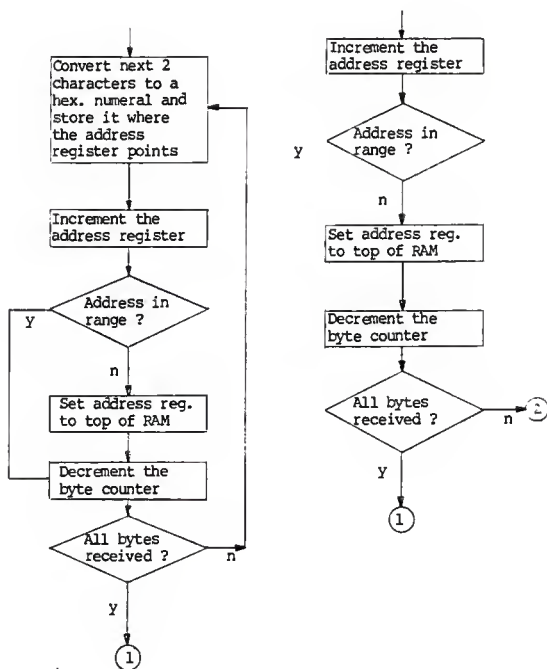 Convert next 2
characters to a
hex. numeral and
store it where
the address
register points
Increment the
address register
Address in
range ?
y
n
Set address reg.
to top of RAM
Decrement the
byte counter
All bytes
received ?
n
y
1
Increment the
address register
Address in
range ?
y
n
Set address reg.
to top of RAM
Decrement the
byte counter
All bytes
received ?
n
2
y
1